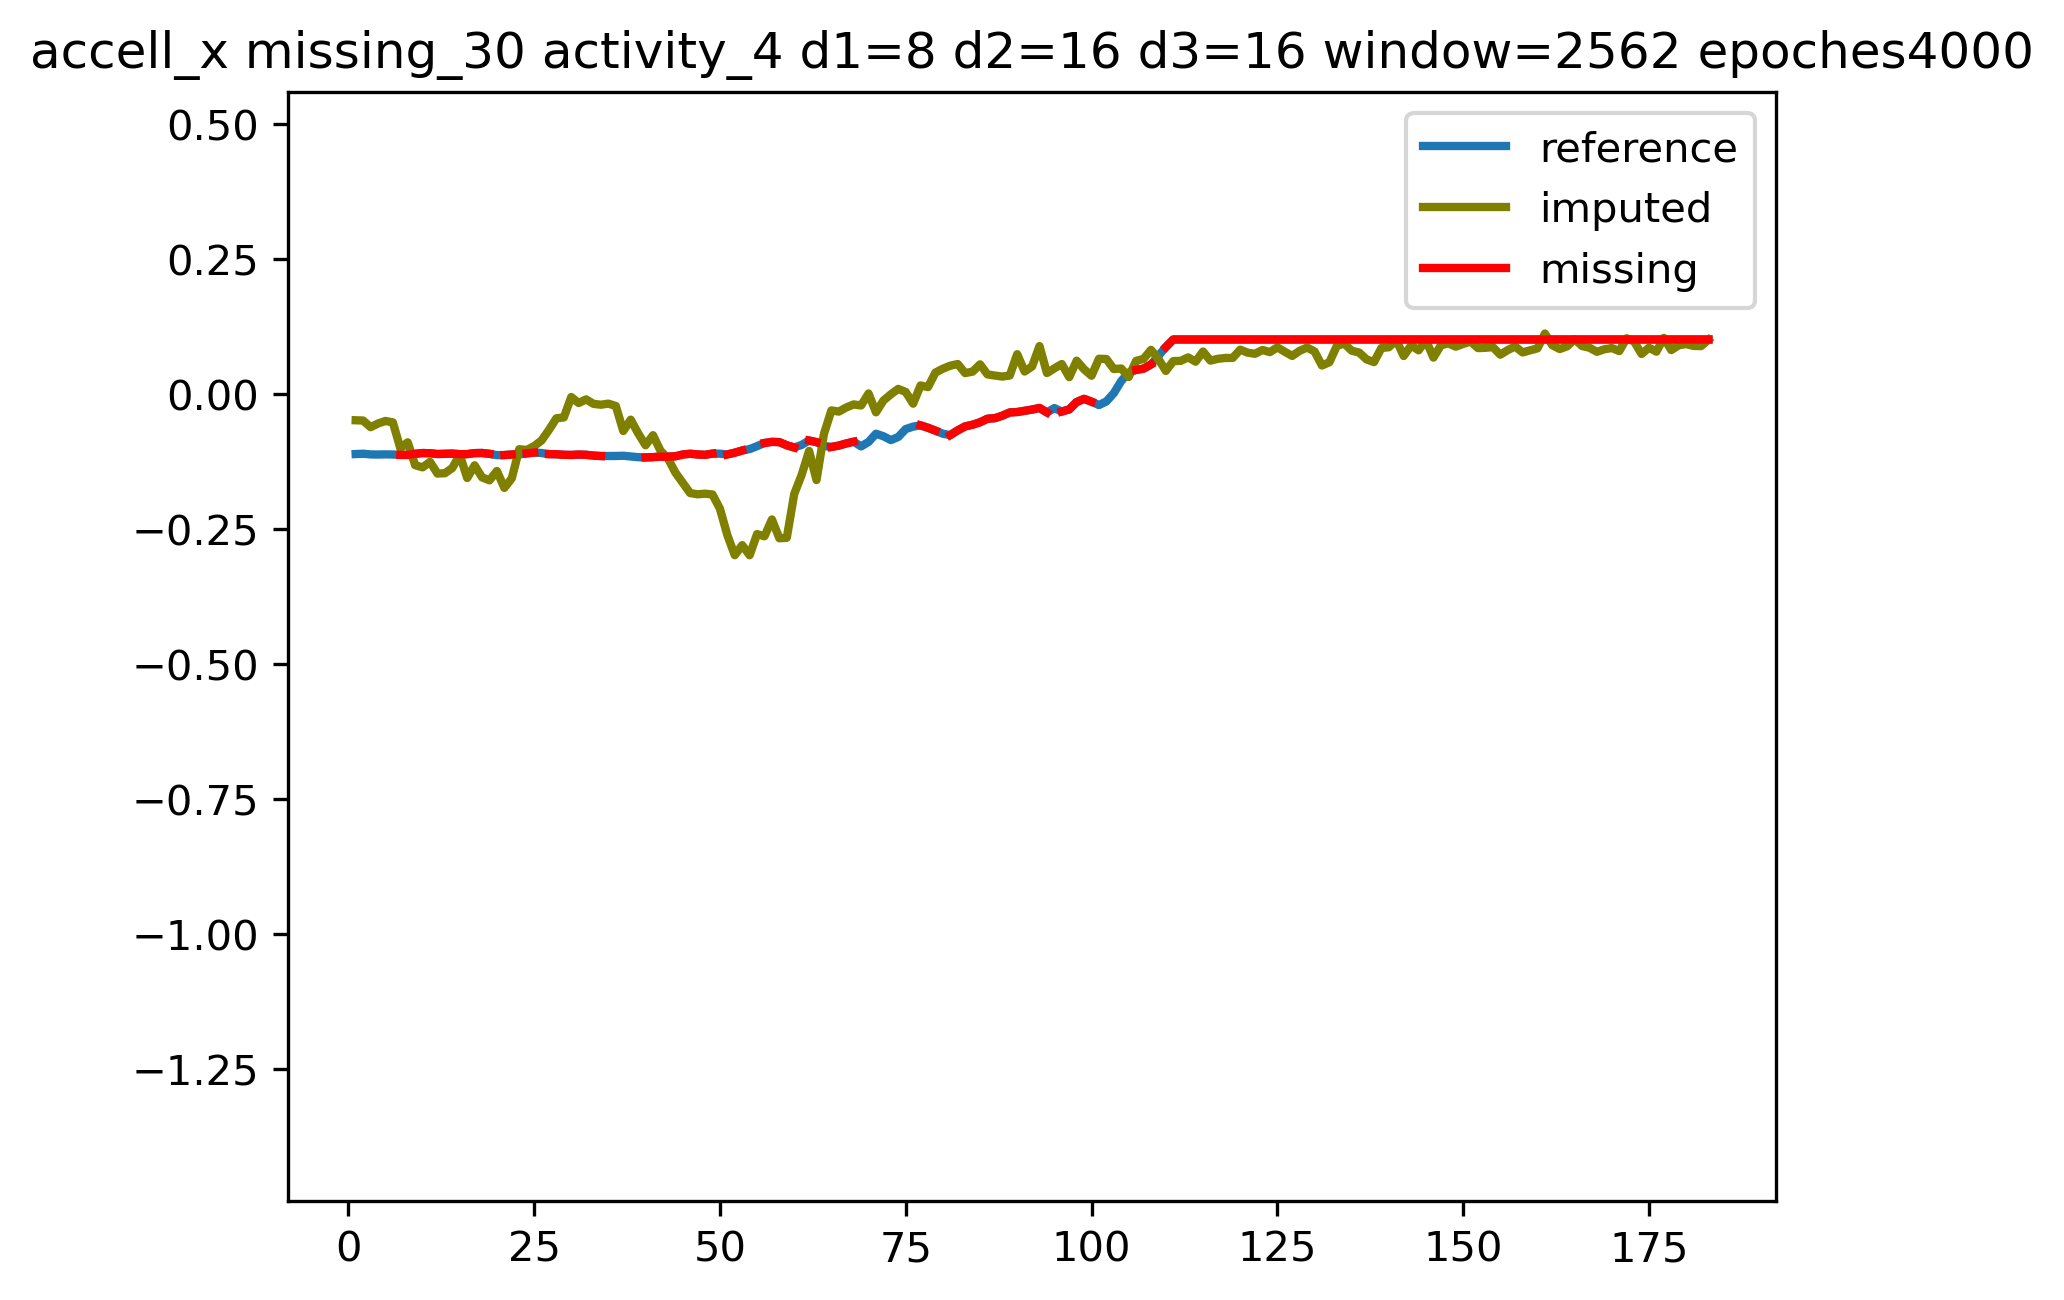 accell_x missing_30 activity_4 d1=8 d2=16 d3=16 window=2562 epoches4000
0.50
0.25
0.00
−0.25
−0.50
−0.75
−1.00
−1.25
reference
imputed
missing
0 25 50 75 100 125 150 175